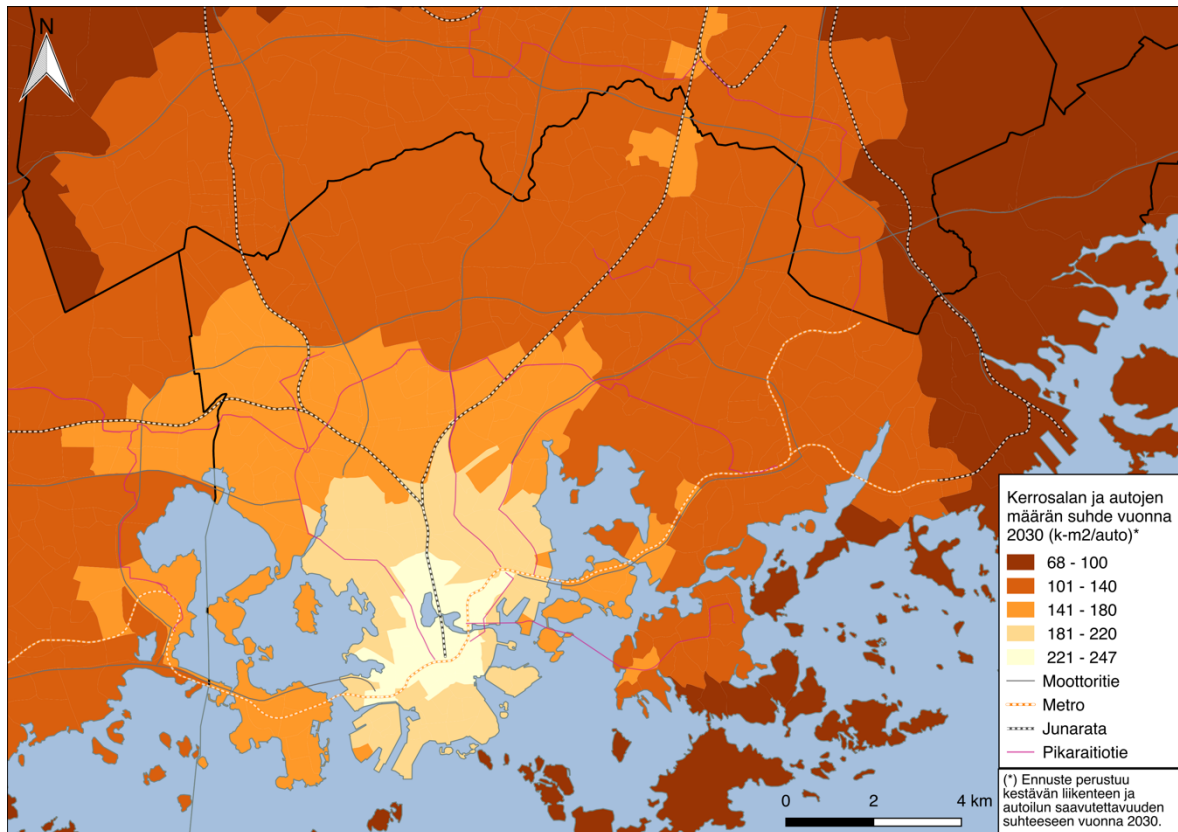 N
Kerrosalan ja autojen
määrän suhde vuonna
2030 (k-m2/auto)*
68 - 100
101 - 140
141 - 180
181 - 220
221 - 247
Moottoritie
Metro
Junarata
Pikaraitiotie
(*) Ennuste perustuu
kestävän liikenteen ja
autoilun saavutettavuuden
suhteeseen vuonna 2030.
0 2 4 km